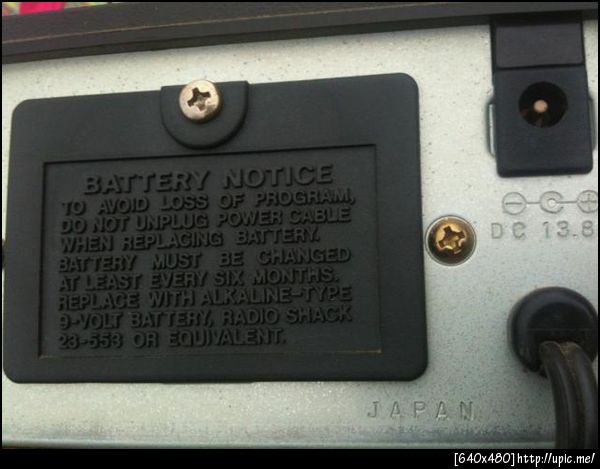 BATTERY NOTICE
TO AVOID LOSS OF PROGRAM,
DO NOT UNPLUG POWER CABLE
WHEN REPLACING BATTERY.
BATTERY MUST BE CHANGED
AT LEAST EVERY SIX MONTHS.
REPLACE WITH ALKALINE-TYPE
9-VOLT BATTERY, RADIO SHACK
23-553 OR EQUIVALENT.
DC 13.8
JAPAN
[640x480]http://upic.me/